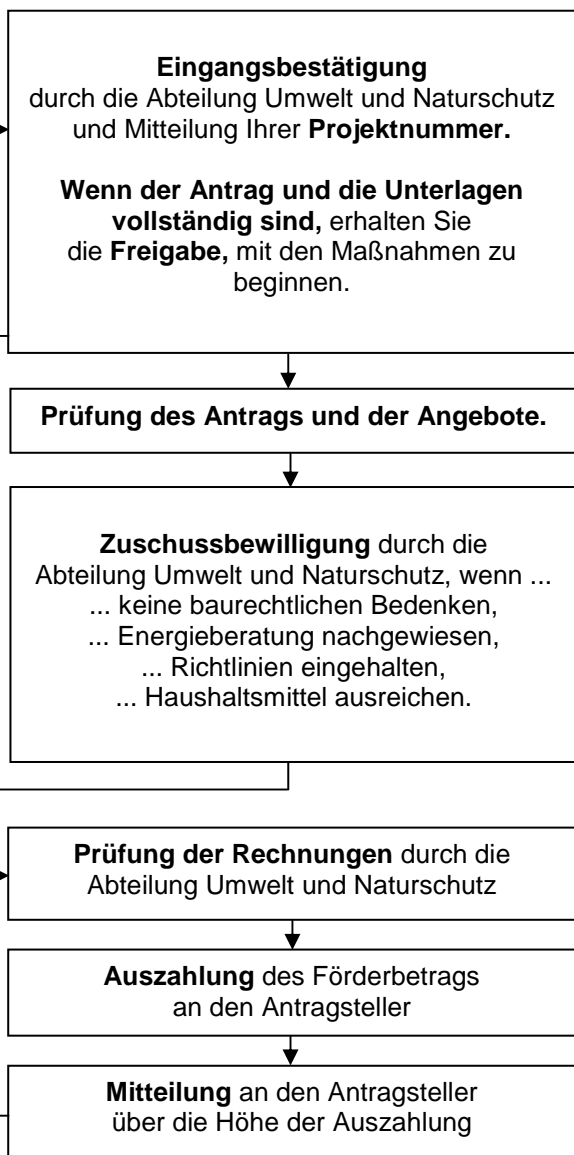 Eingangsbestätigung
durch die Abteilung Umwelt und Naturschutz
und Mitteilung Ihrer Projektnummer.
Wenn der Antrag und die Unterlagen
vollständig sind, erhalten Sie
die Freigabe, mit den Maßnahmen zu
beginnen.
Prüfung des Antrags und der Angebote.
Zuschussbewilligung durch die
Abteilung Umwelt und Naturschutz, wenn ...
... keine baurechtlichen Bedenken,
... Energieberatung nachgewiesen,
... Richtlinien eingehalten,
... Haushaltsmittel ausreichen.
Prüfung der Rechnungen durch die
Abteilung Umwelt und Naturschutz
Auszahlung des Förderbetrags
an den Antragsteller
Mitteilung an den Antragsteller
über die Höhe der Auszahlung